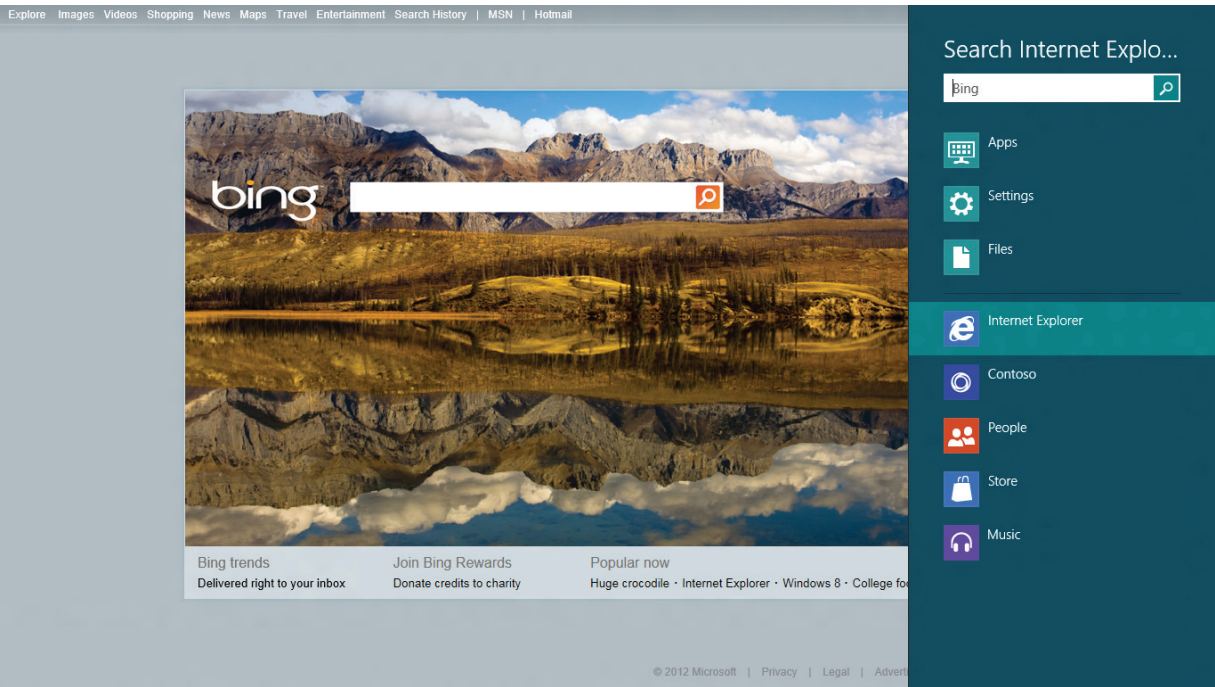 Explore Images Videos Shopping News Maps Travel Entertainment Search History | MSN | Hotmail
bing
Bing trends
Delivered right to your inbox
Join Bing Rewards
Donate credits to charity
Popular now
Huge crocodile · Internet Explorer · Windows 8 · College
© 2012 Microsoft | Privacy | Legal |
Search Internet Explo...
Bing
Apps
Settings
Files
Internet Explorer
Contoso
People
Store
Music